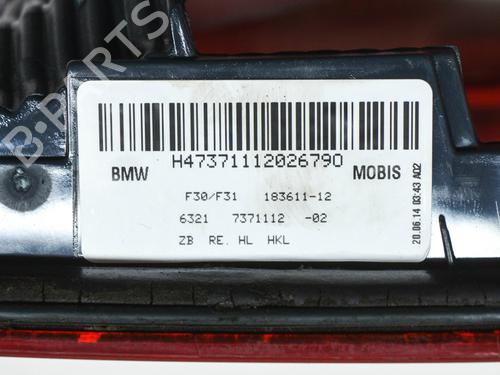 BMW H4737111202679O MOBIS
F30/F31 183611-12
6321 7371112 -02
ZB RE. HL HKL
20.06.14 03:43 A02
B-PARTS